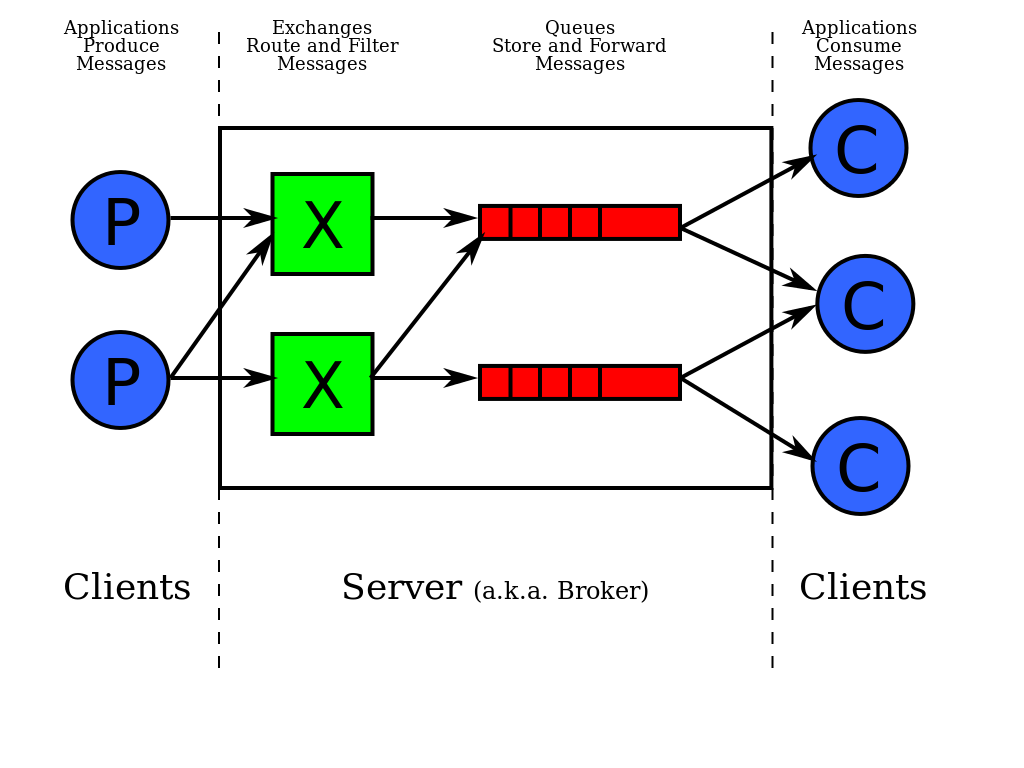 Applications
Produce
Messages
Exchanges
Route and Filter
Messages
Queues
Store and Forward
Messages
Applications
Consume
Messages
P
P
X
X
C
C
C
Clients
Server (a.k.a. Broker)
Clients